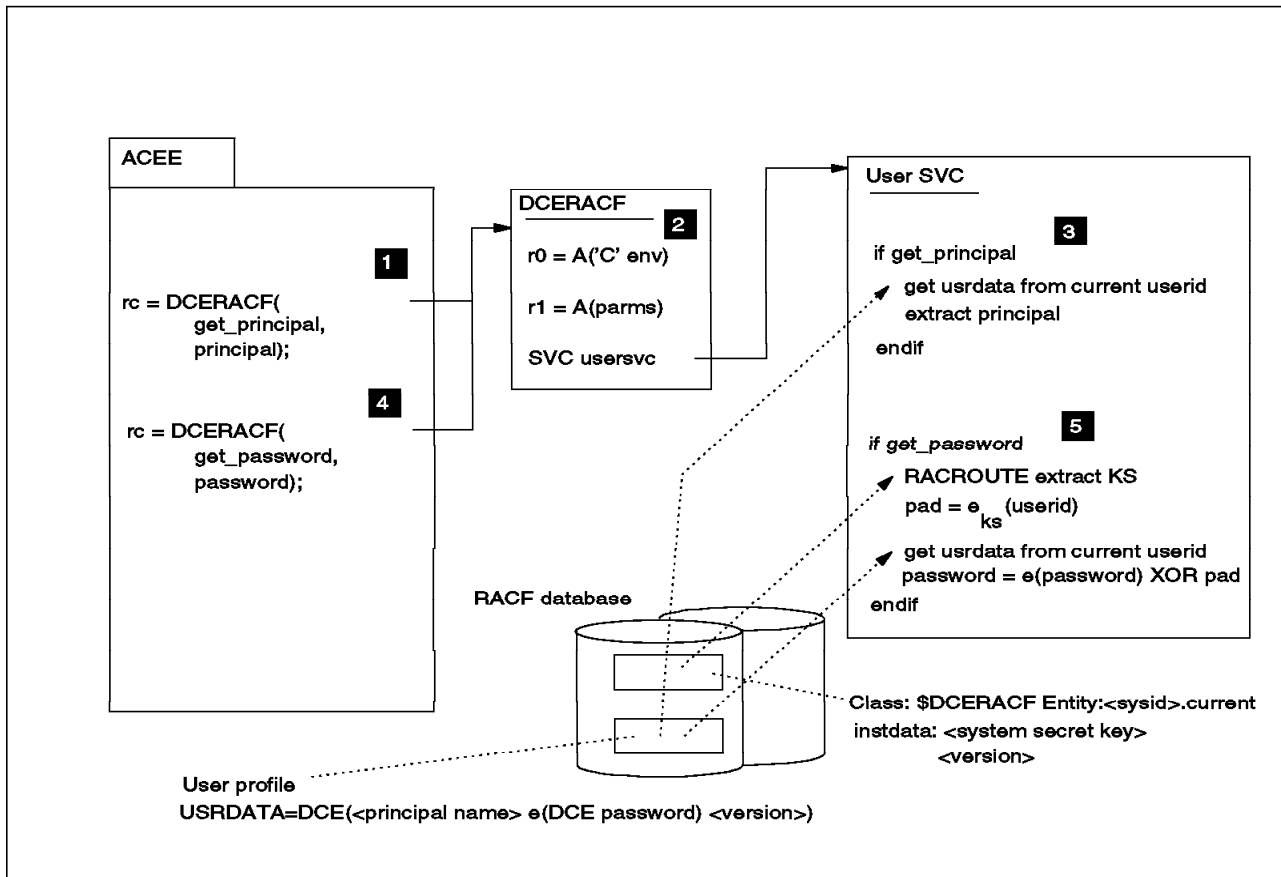 ACEE
1
rc = DCERACF(
get_principal,
principal);
4
rc = DCERACF(
get_password,
password);
DCERACF
2
r0 = A('C' env)
r1 = A(parms)
SVC usersvc
User SVC
3
if get_principal
get usrdata from current userid
extract principal
endif
5
if get_password
RACROUTE extract KS
pad = e ks (userid)
get usrdata from current userid
password = e(password) XOR pad
endif
RACF database
Class: $DCERACF Entity:<sysid>.current
instdata: <system secret key>
<version>
User profile
USRDATA=DCE(<principal name> e(DCE password) <version>)